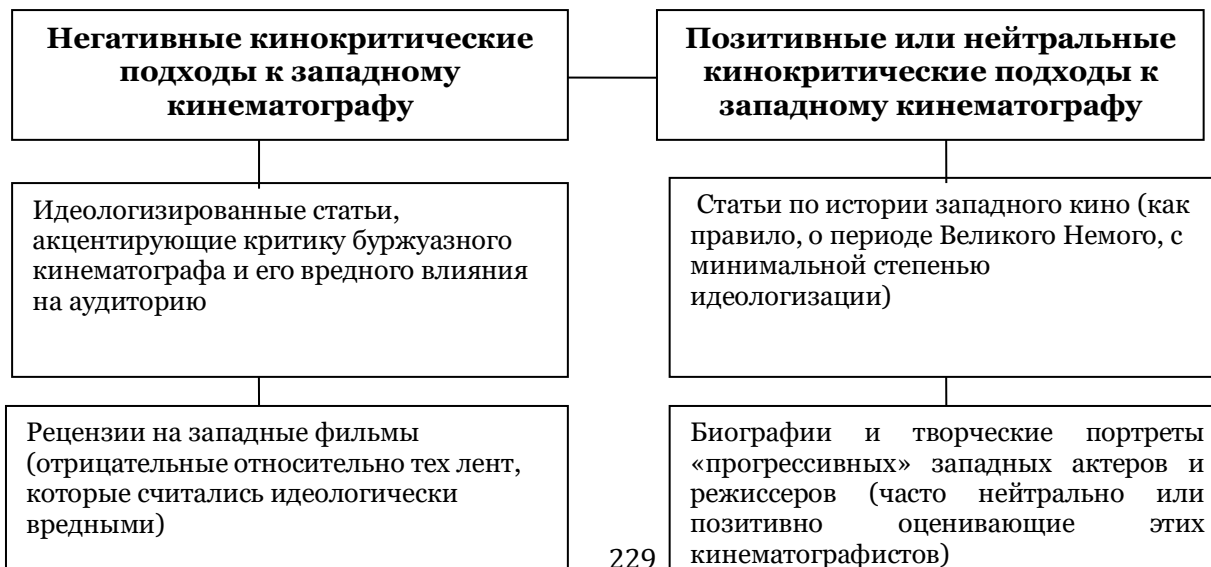 Негативные кинокритические
подходы к западному
кинематографу
Позитивные или нейтральные
кинокритические подходы к
западному кинематографу
Идеологизированные статьи,
акцентирующие критику буржуазного
кинематографа и его вредного влияния
на аудиторию
Статьи по истории западного кино (как
правило, о периоде Великого Немого, с
минимальной степенью
идеологизации)
Рецензии на западные фильмы
(отрицательные относительно тех лент,
которые считались идеологически
вредными)
Биографии и творческие портреты
«прогрессивных» западных актеров и
режиссеров (часто нейтрально или
позитивно оценивающие этих
кинематографистов)
229